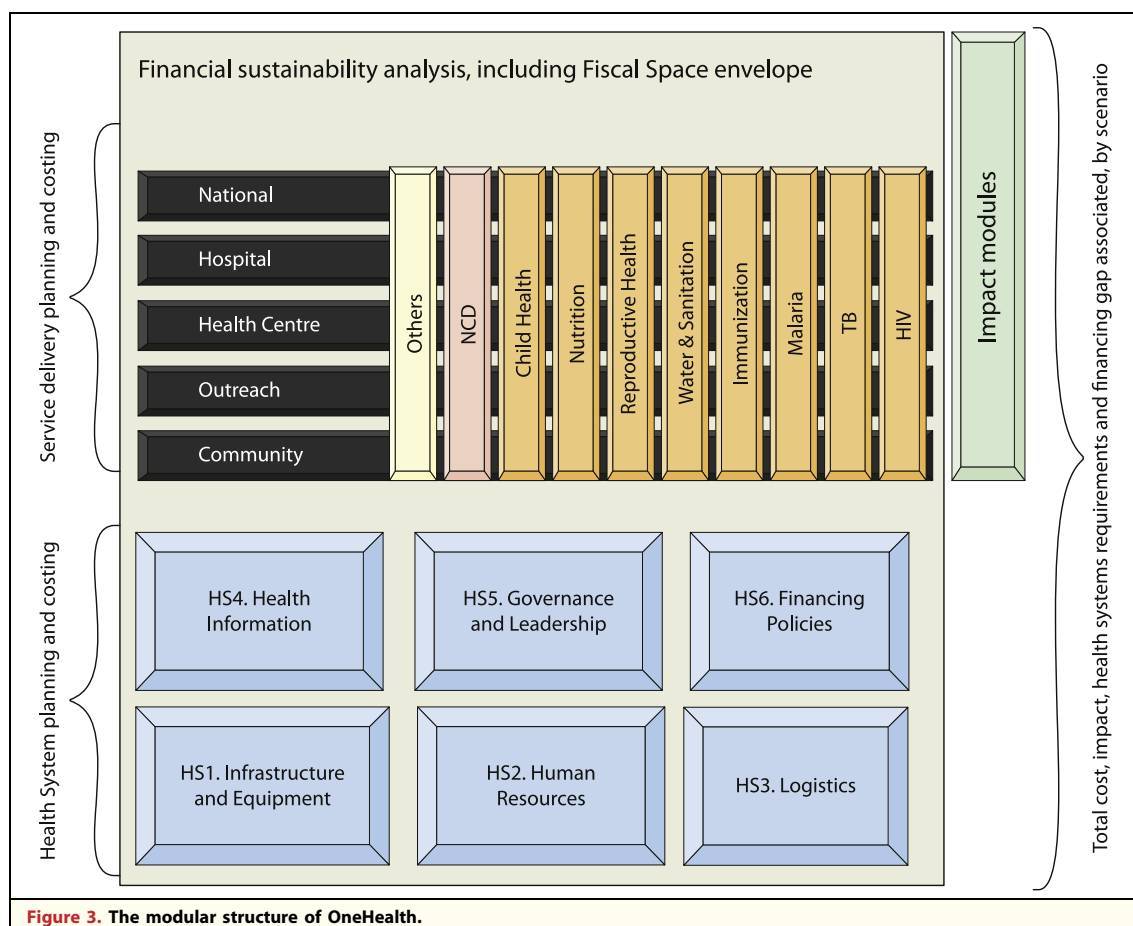 Financial sustainability analysis, including Fiscal Space envelope
Service delivery planning and costing
National
Hospital
Health Centre
Outreach
Community
Others
NCD
Child Health
Nutrition
Reproductive Health
Water & Sanitation
Immunization
Malaria
TB
HIV
Impact modules
Total cost, impact, health systems requirements and financing gap associated, by scenario
Health System planning and costing
HS4. Health
Information
HS5. Governance
and Leadership
HS6. Financing
Policies
HS1. Infrastructure
and Equipment
HS2. Human
Resources
HS3. Logistics
Figure 3. The modular structure of OneHealth.